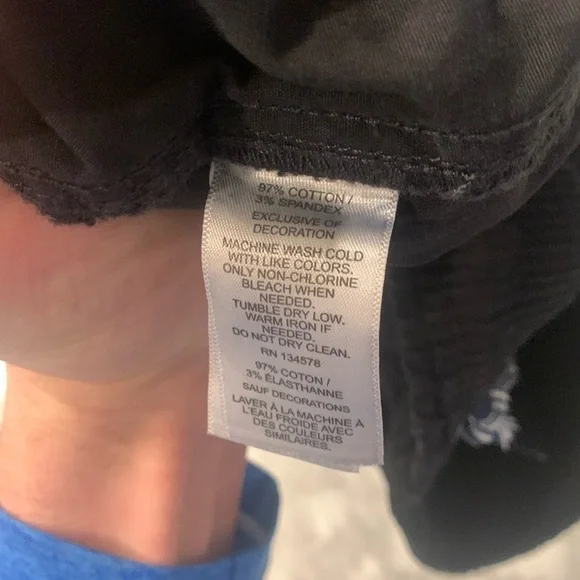 97% COTTON /
3% SPANDEX
EXCLUSIVE OF
DECORATION
MACHINE WASH COLD
WITH LIKE COLORS.
ONLY NON-CHLORINE
BLEACH WHEN
NEEDED.
TUMBLE DRY LOW.
WARM IRON IF
NEEDED.
DO NOT DRY CLEAN.
RN 134578
97% COTON /
3% ÉLASTHANNE
SAUF DECORATIONS
LAVER À LA MACHINE À
L'EAU FROIDE AVEC
DES COULEURS
SIMILAIRES.